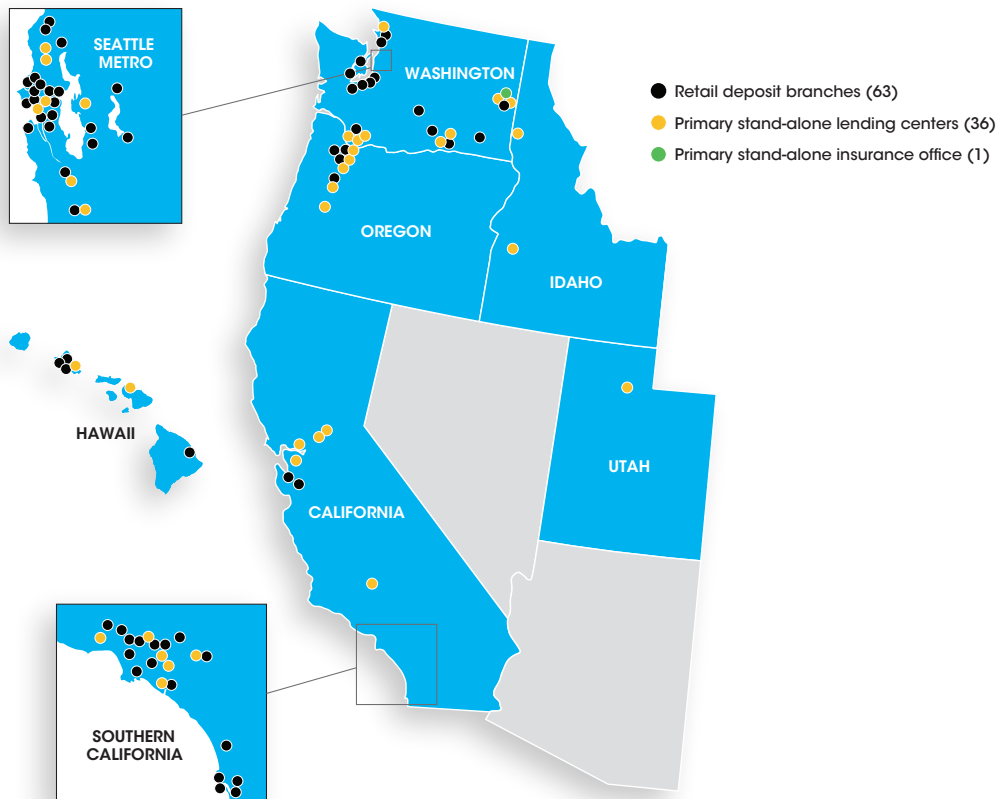 SEATTLE
METRO
WASHINGTON
Retail deposit branches (63)
Primary stand-alone lending centers (36)
Primary stand-alone insurance office (1)
OREGON
IDAHO
HAWAII
UTAH
CALIFORNIA
SOUTHERN
CALIFORNIA